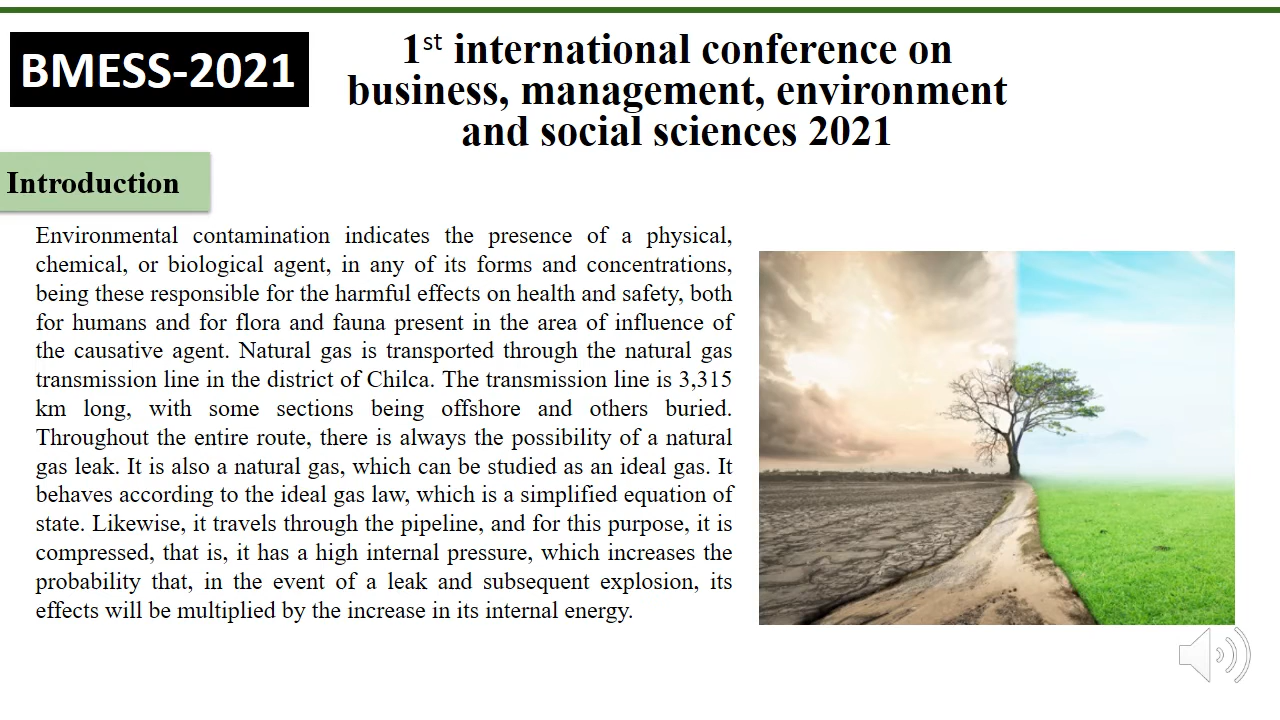 BMESS-2021
1st international conference on
business, management, environment
and social sciences 2021
Introduction
Environmental contamination indicates the presence of a physical,
chemical, or biological agent, in any of its forms and concentrations,
being these responsible for the harmful effects on health and safety, both
for humans and for flora and fauna present in the area of influence of
the causative agent. Natural gas is transported through the natural gas
transmission line in the district of Chilca. The transmission line is 3,315
km long, with some sections being offshore and others buried.
Throughout the entire route, there is always the possibility of a natural
gas leak. It is also a natural gas, which can be studied as an ideal gas. It
behaves according to the ideal gas law, which is a simplified equation of
state. Likewise, it travels through the pipeline, and for this purpose, it is
compressed, that is, it has a high internal pressure, which increases the
probability that, in the event of a leak and subsequent explosion, its
effects will be multiplied by the increase in its internal energy.